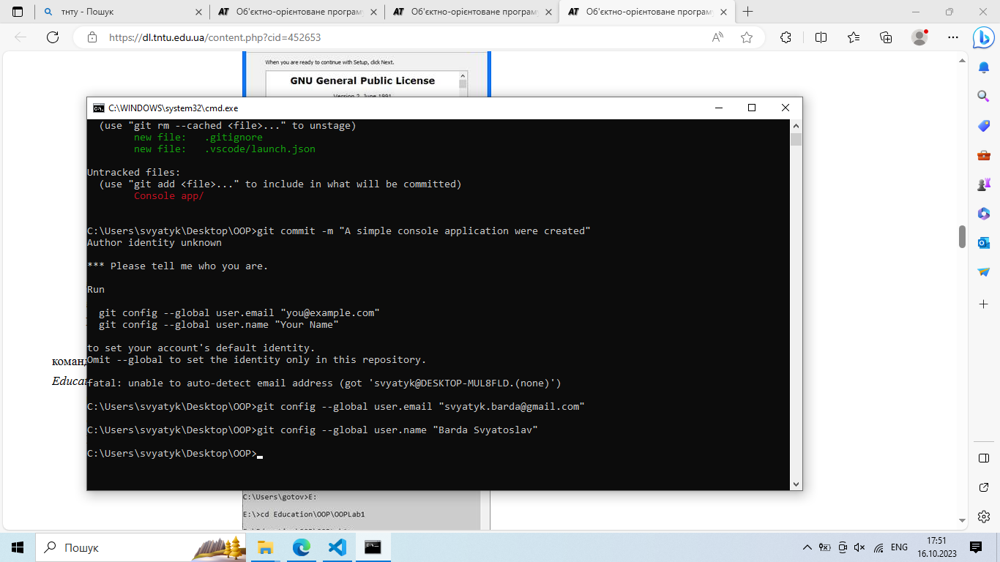 тнту - Пошук
Об'єктно-орієнтоване програм
Об'єктно-орієнтоване програм
Об'єктно-орієнтоване програм
https://dl.tntu.edu.ua/content.php?cid=452653
When you are ready to continue with Setup, click Next.
GNU General Public License
Version 2, June 1991
C:\WINDOWS\system32\cmd.exe
(use "git rm --cached <file>..." to unstage)
new file:   .gitignore
new file:   .vscode/launch.json
Untracked files:
(use "git add <file>..." to include in what will be committed)
Console app/
C:\Users\svyatyk\Desktop\OOP>git commit -m "A simple console application were created"
Author identity unknown
*** Please tell me who you are.
Run
git config --global user.email "you@example.com"
git config --global user.name "Your Name"
to set your account's default identity.
Omit --global to set the identity only in this repository.
fatal: unable to auto-detect email address (got 'svyatyk@DESKTOP-MUL8FLD.(none)')
C:\Users\svyatyk\Desktop\OOP>git config --global user.email "svyatyk.barda@gmail.com"
C:\Users\svyatyk\Desktop\OOP>git config --global user.name "Barda Svyatoslav"
C:\Users\svyatyk\Desktop\OOP>
команд
Educat
C:\Users\gotov>E:
E:\>cd Education\OOP\OOPLab1
Пошук
ENG
17:51
16.10.2023